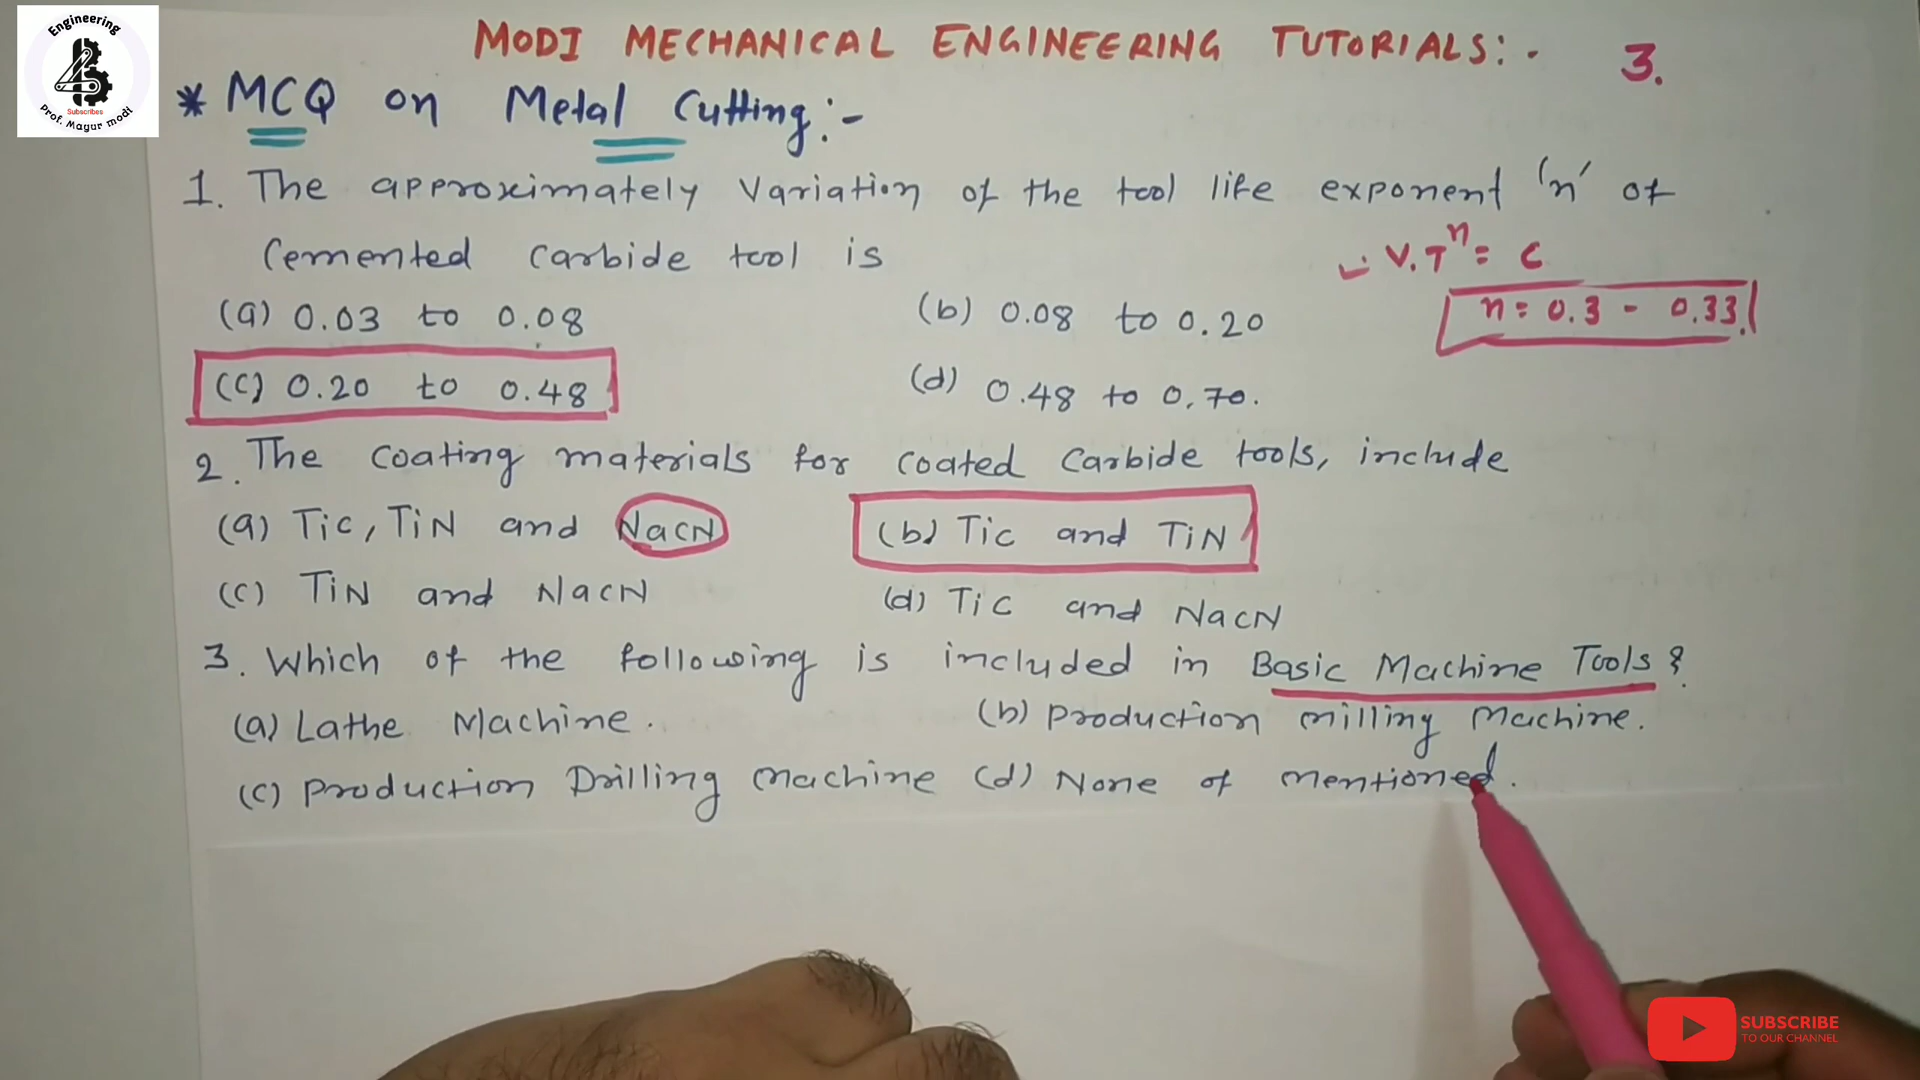 Engineering
Subscribes
Prof. Mayur modi
MODI MECHANICAL ENGINEERING TUTORIALS:-
3.
* MCQ on Metal Cutting:-
1. The approximately Variation of the tool life exponent 'n' of
Cemented Carbide tool is
V.T^n = C
n = 0.3 - 0.33.
(a) 0.03 to 0.08 (b) 0.08 to 0.20
(c) 0.20 to 0.48 (d) 0.48 to 0.70.
2. The coating materials for coated carbide tools, include
(a) Tic, TiN and NacN (b) Tic and TiN
(c) TiN and NacN (d) Tic and NacN
3. Which of the following is included in Basic Machine Tools?
(a) Lathe Machine. (b) production milling machine.
(c) production Drilling machine (d) None of mentioned.
SUBSCRIBE
TO OUR CHANNEL